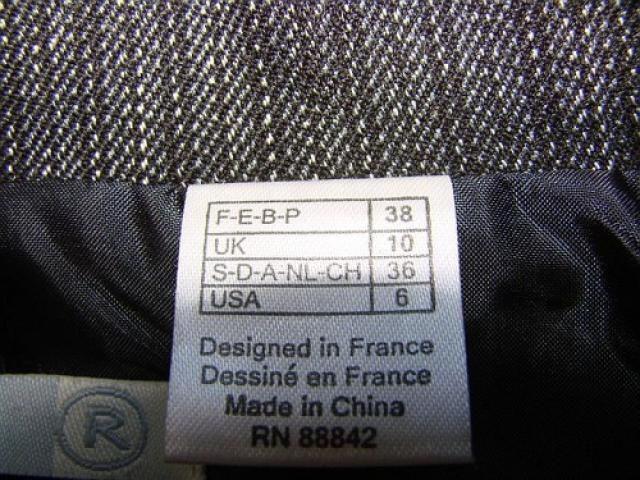 F-E-B-P 38
UK 10
S-D-A-NL-CH 36
USA 6
Designed in France
Dessiné en France
Made in China
RN 88842
R